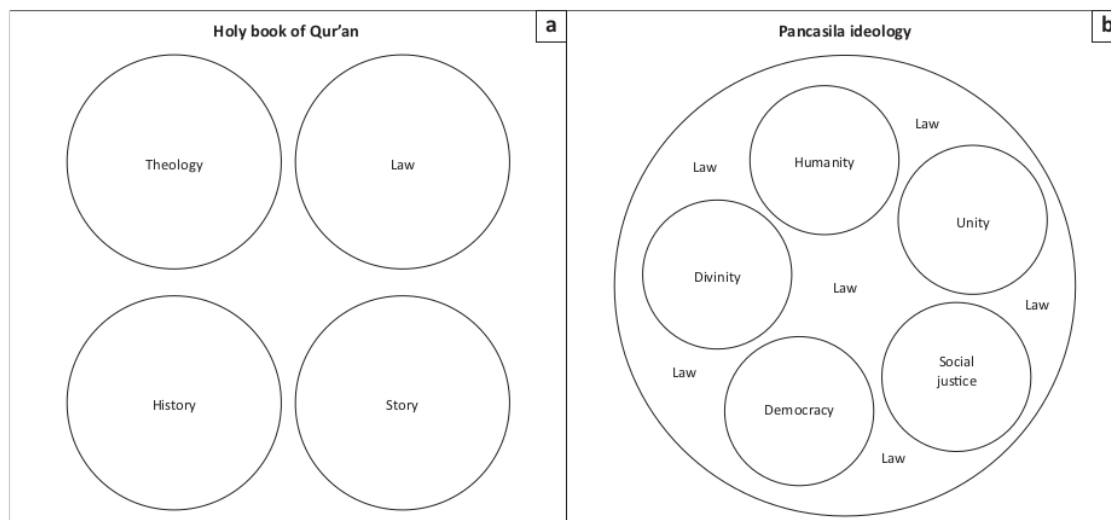 Holy book of Qur’an
a
Theology
Law
History
Story
Pancasila ideology
b
Law
Humanity
Law
Unity
Divinity
Law
Law
Social
justice
Law
Democracy
Law